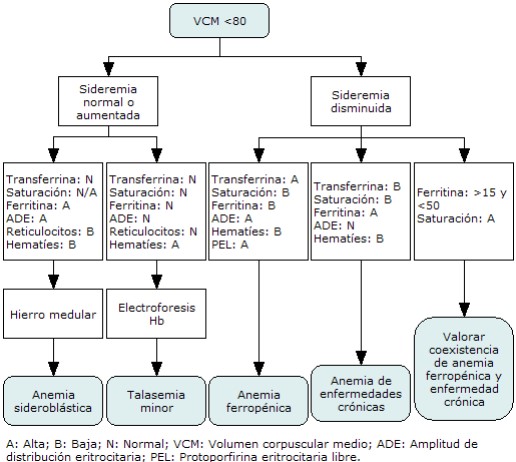 VCM <80
Sideremia
normal o
aumentada
Sideremia
disminuida
Transferrina: N
Saturación: N/A
Ferritina: A
ADE: A
Reticulocitos: B
Hematíes: B
Transferrina: N
Saturación: N
Ferritina: A
ADE: N
Reticulocitos: N
Hematíes: A
Transferrina: A
Saturación: B
Ferritina: B
ADE: A
Hematíes: B
PEL: A
Transferrina: B
Saturación: B
Ferritina: A
ADE: N
Hematíes: B
Ferritina: >15 y
<50
Saturación: A
Hierro medular
Electroforesis
Hb
Anemia
sideroblástica
Talasemia
minor
Anemia
ferropénica
Anemia de
enfermedades
crónicas
Valorar
coexistencia
de anemia
ferropénica y
enfermedad
crónica
A: Alta; B: Baja; N: Normal; VCM: Volumen corpuscular medio; ADE: Amplitud de
distribución eritrocitaria; PEL: Protoporfirina eritrocitaria libre.